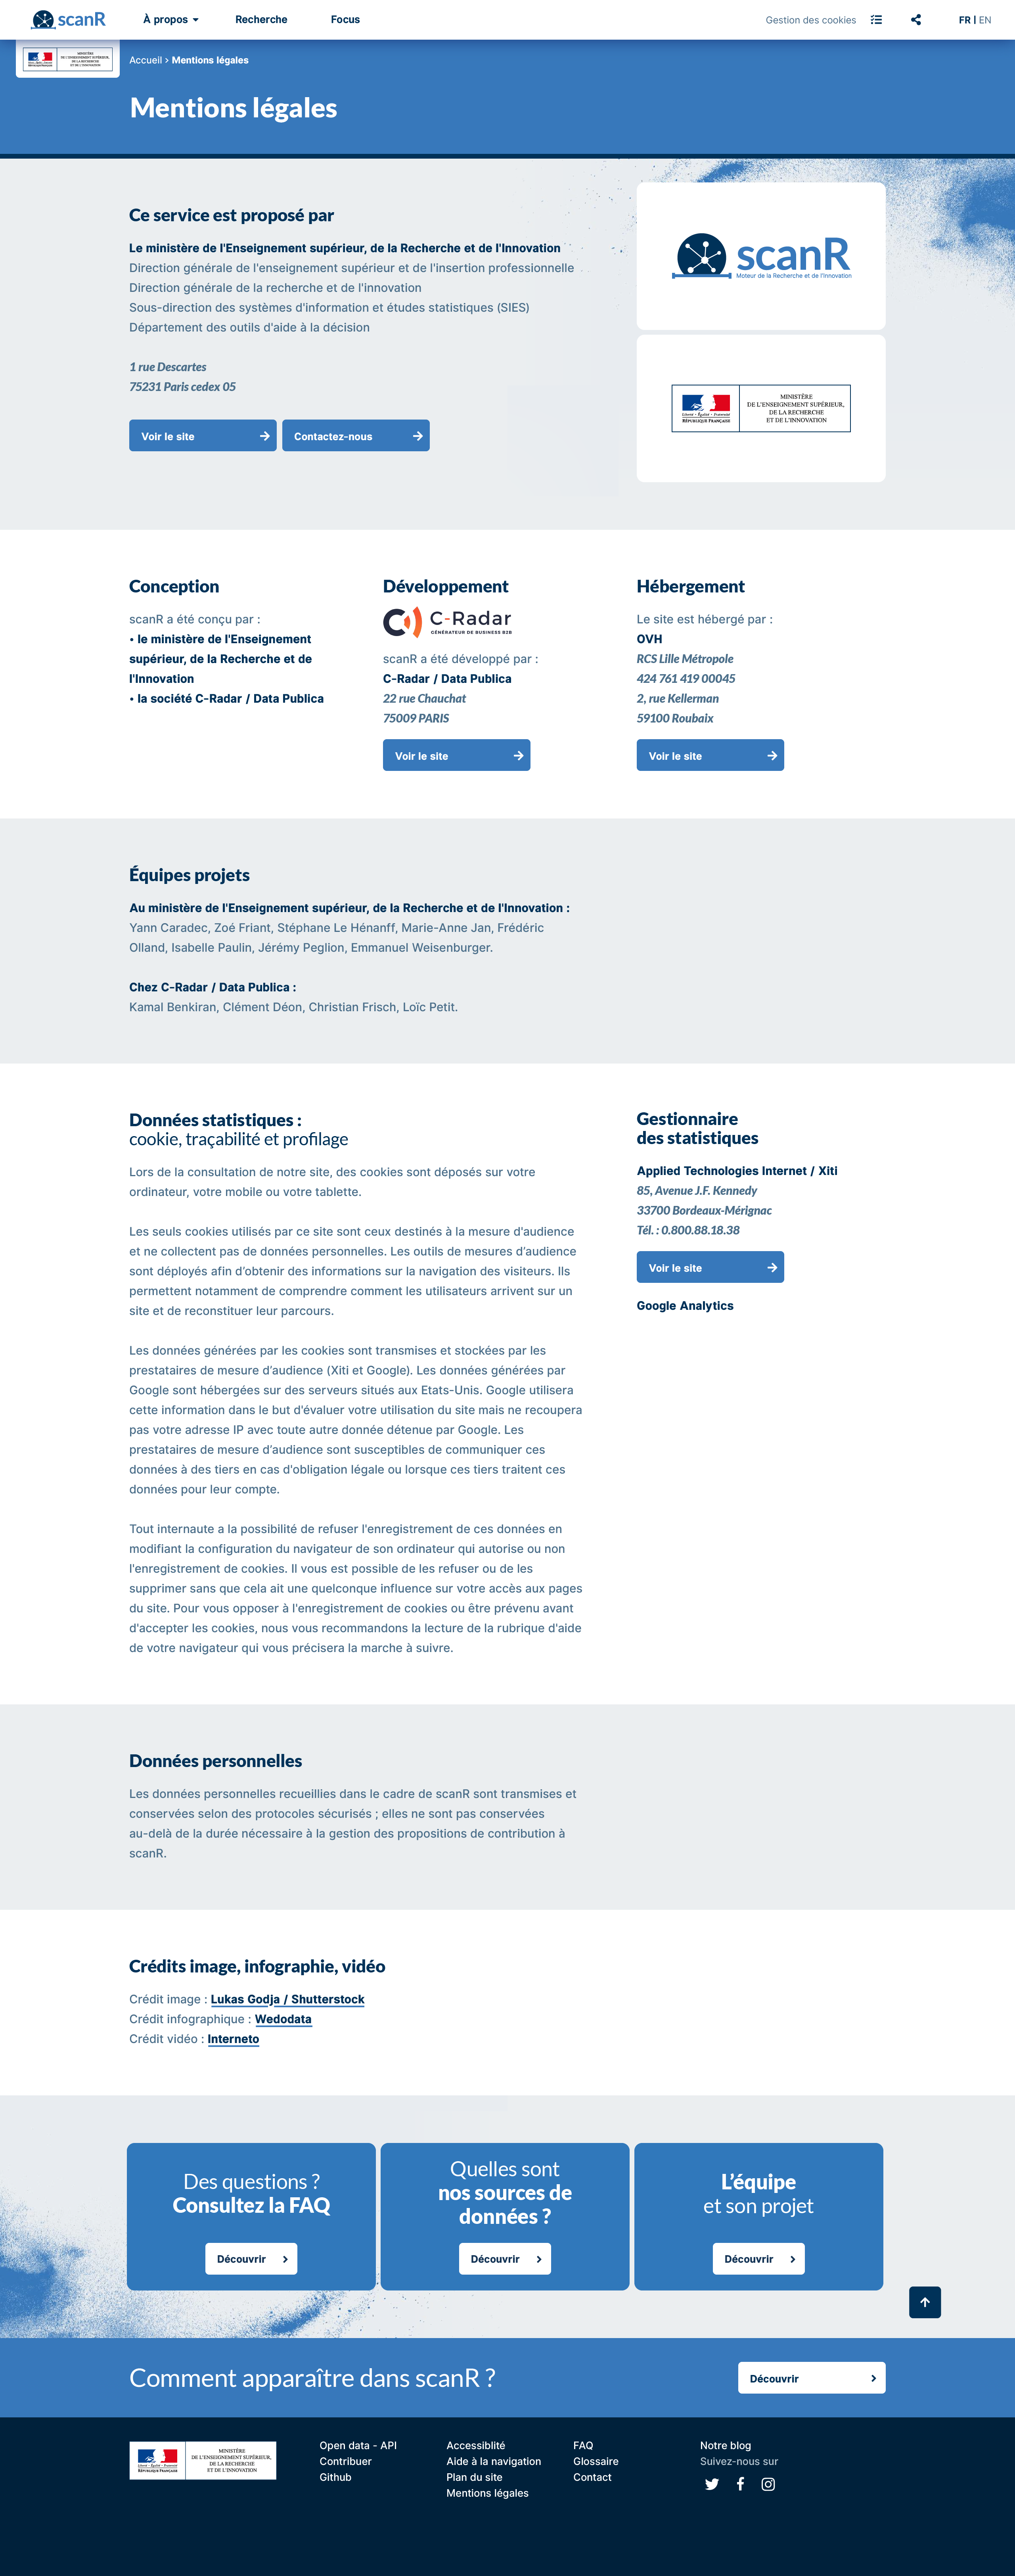 scanR
À propos
Recherche
Focus
Gestion des cookies
FR | EN
MINISTÈRE
DE L'ENSEIGNEMENT SUPÉRIEUR,
DE LA RECHERCHE
ET DE L'INNOVATION
Accueil › Mentions légales
Mentions légales
Ce service est proposé par
Le ministère de l'Enseignement supérieur, de la Recherche et de l'Innovation
Direction générale de l'enseignement supérieur et de l'insertion professionnelle
Direction générale de la recherche et de l'innovation
Sous-direction des systèmes d'information et études statistiques (SIES)
Département des outils d'aide à la décision
1 rue Descartes
75231 Paris cedex 05
Voir le site
Contactez-nous
scanR
Moteur de la Recherche et de l'Innovation
Liberté • Égalité • Fraternité
RÉPUBLIQUE FRANÇAISE
MINISTÈRE
DE L'ENSEIGNEMENT SUPÉRIEUR,
DE LA RECHERCHE
ET DE L'INNOVATION
Conception
scanR a été conçu par :
• le ministère de l'Enseignement
supérieur, de la Recherche et de
l'Innovation
• la société C-Radar / Data Publica
Développement
C-Radar
GÉNÉRATEUR DE BUSINESS B2B
scanR a été développé par :
C-Radar / Data Publica
22 rue Chauchat
75009 PARIS
Voir le site
Hébergement
Le site est hébergé par :
OVH
RCS Lille Métropole
424 761 419 00045
2, rue Kellerman
59100 Roubaix
Voir le site
Équipes projets
Au ministère de l'Enseignement supérieur, de la Recherche et de l'Innovation :
Yann Caradec, Zoé Friant, Stéphane Le Hénanff, Marie-Anne Jan, Frédéric
Olland, Isabelle Paulin, Jérémy Peglion, Emmanuel Weisenburger.
Chez C-Radar / Data Publica :
Kamal Benkiran, Clément Déon, Christian Frisch, Loïc Petit.
Données statistiques :
cookie, traçabilité et profilage
Lors de la consultation de notre site, des cookies sont déposés sur votre
ordinateur, votre mobile ou votre tablette.
Les seuls cookies utilisés par ce site sont ceux destinés à la mesure d'audience
et ne collectent pas de données personnelles. Les outils de mesures d'audience
sont déployés afin d'obtenir des informations sur la navigation des visiteurs. Ils
permettent notamment de comprendre comment les utilisateurs arrivent sur un
site et de reconstituer leur parcours.
Les données générées par les cookies sont transmises et stockées par les
prestataires de mesure d'audience (Xiti et Google). Les données générées par
Google sont hébergées sur des serveurs situés aux Etats-Unis. Google utilisera
cette information dans le but d'évaluer votre utilisation du site mais ne recoupera
pas votre adresse IP avec toute autre donnée détenue par Google. Les
prestataires de mesure d'audience sont susceptibles de communiquer ces
données à des tiers en cas d'obligation légale ou lorsque ces tiers traitent ces
données pour leur compte.
Tout internaute a la possibilité de refuser l'enregistrement de ces données en
modifiant la configuration du navigateur de son ordinateur qui autorise ou non
l'enregistrement de cookies. Il vous est possible de les refuser ou de les
supprimer sans que cela ait une quelconque influence sur votre accès aux pages
du site. Pour vous opposer à l'enregistrement de cookies ou être prévenu avant
d'accepter les cookies, nous vous recommandons la lecture de la rubrique d'aide
de votre navigateur qui vous précisera la marche à suivre.
Gestionnaire
des statistiques
Applied Technologies Internet / Xiti
85, Avenue J.F. Kennedy
33700 Bordeaux-Mérignac
Tél. : 0.800.88.18.38
Voir le site
Google Analytics
Données personnelles
Les données personnelles recueillies dans le cadre de scanR sont transmises et
conservées selon des protocoles sécurisés ; elles ne sont pas conservées
au-delà de la durée nécessaire à la gestion des propositions de contribution à
scanR.
Crédits image, infographie, vidéo
Crédit image : Lukas Godja / Shutterstock
Crédit infographique : Wedodata
Crédit vidéo : Interneto
Des questions ?
Consultez la FAQ
Découvrir
Quelles sont
nos sources de
données ?
Découvrir
L'équipe
et son projet
Découvrir
Comment apparaître dans scanR ?
Découvrir
Liberté • Égalité • Fraternité
RÉPUBLIQUE FRANÇAISE
MINISTÈRE
DE L'ENSEIGNEMENT SUPÉRIEUR,
DE LA RECHERCHE
ET DE L'INNOVATION
Open data - API
Contribuer
Github
Accessiblité
Aide à la navigation
Plan du site
Mentions légales
FAQ
Glossaire
Contact
Notre blog
Suivez-nous sur